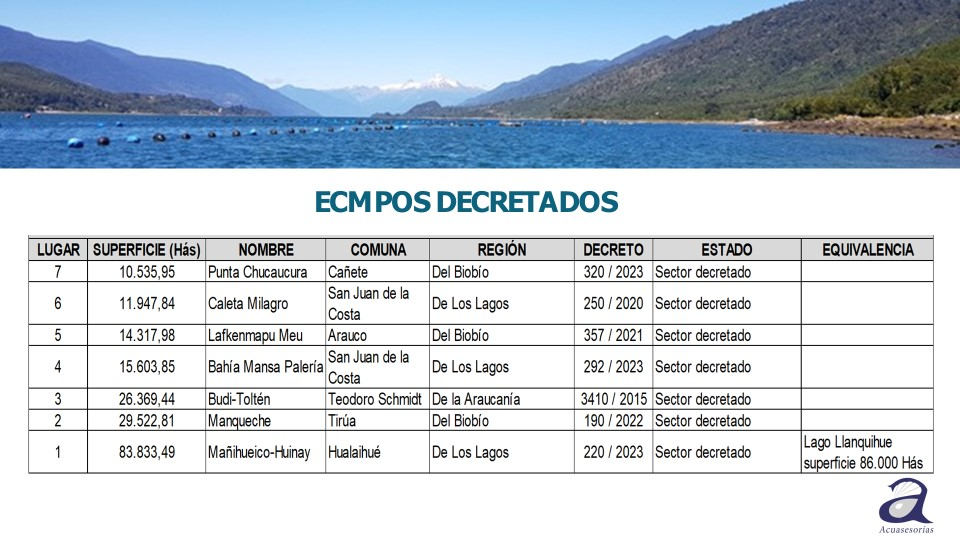 ECMPOS DECRETADOS
LUGAR SUPERFICIE (Hás) NOMBRE COMUNA REGIÓN DECRETO ESTADO EQUIVALENCIA
7 10.535,95 Punta Chucaucura Cañete Del Biobío 320 / 2023 Sector decretado
6 11.947,84 Caleta Milagro San Juan de la Costa De Los Lagos 250 / 2020 Sector decretado
5 14.317,98 Lafkenmapu Meu Arauco Del Biobío 357 / 2021 Sector decretado
4 15.603,85 Bahía Mansa Palería San Juan de la Costa De Los Lagos 292 / 2023 Sector decretado
3 26.369,44 Budi-Toltén Teodoro Schmidt De la Araucanía 3410 / 2015 Sector decretado
2 29.522,81 Manqueche Tirúa Del Biobío 190 / 2022 Sector decretado
1 83.833,49 Mañihueico-Huinay Hualaihué De Los Lagos 220 / 2023 Sector decretado Lago Llanquihue superficie 86.000 Hás
a
Acuasesorías